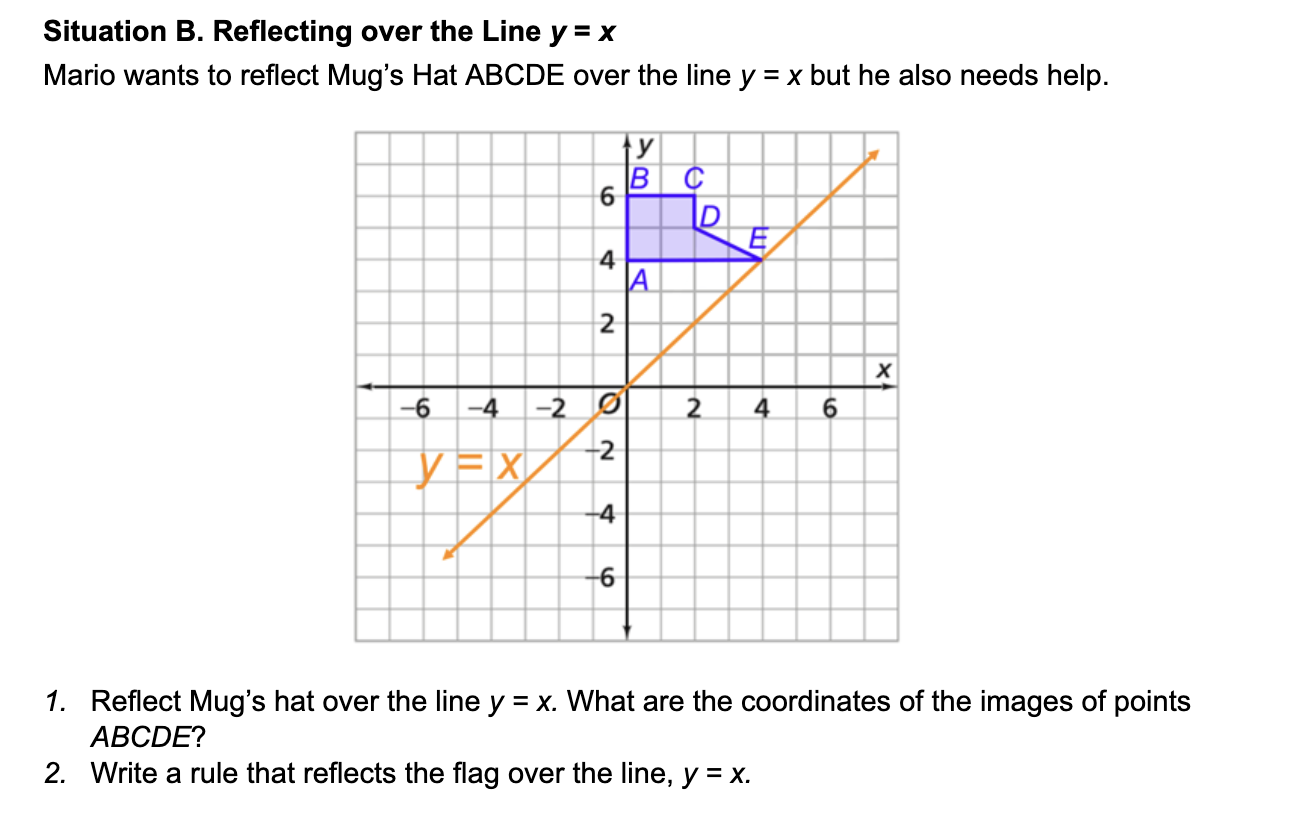 Situation B. Reflecting over the Line y = x
Mario wants to reflect Mug’s Hat ABCDE over the line y = x but he also needs help.
y
B C
6
D
E
4
A
2
x
−6 −4 −2 O 2 4 6
−2
y = x
−4
−6
1. Reflect Mug’s hat over the line y = x. What are the coordinates of the images of points
ABCDE?
2. Write a rule that reflects the flag over the line, y = x.